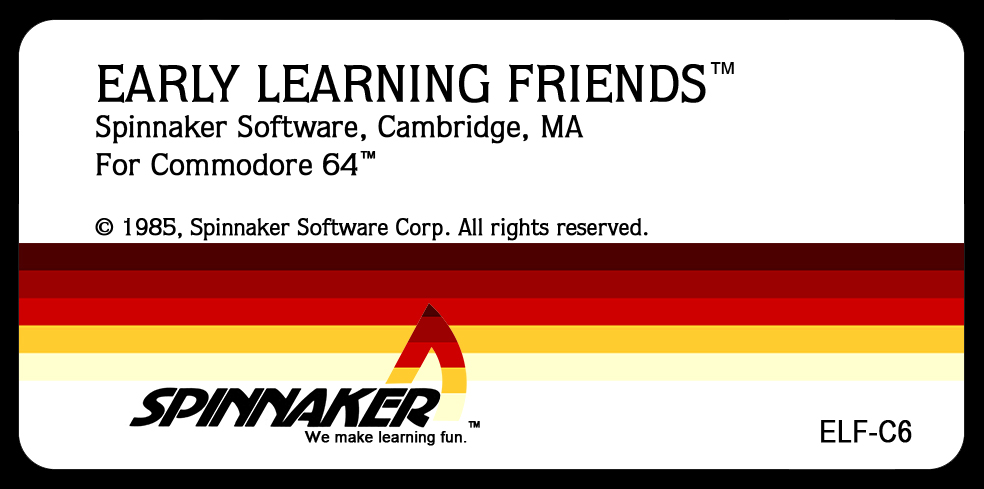 EARLY LEARNING FRIENDS™
Spinnaker Software, Cambridge, MA
For Commodore 64™
© 1985, Spinnaker Software Corp. All rights reserved.
SPINNAKER™
We make learning fun.
ELF-C6